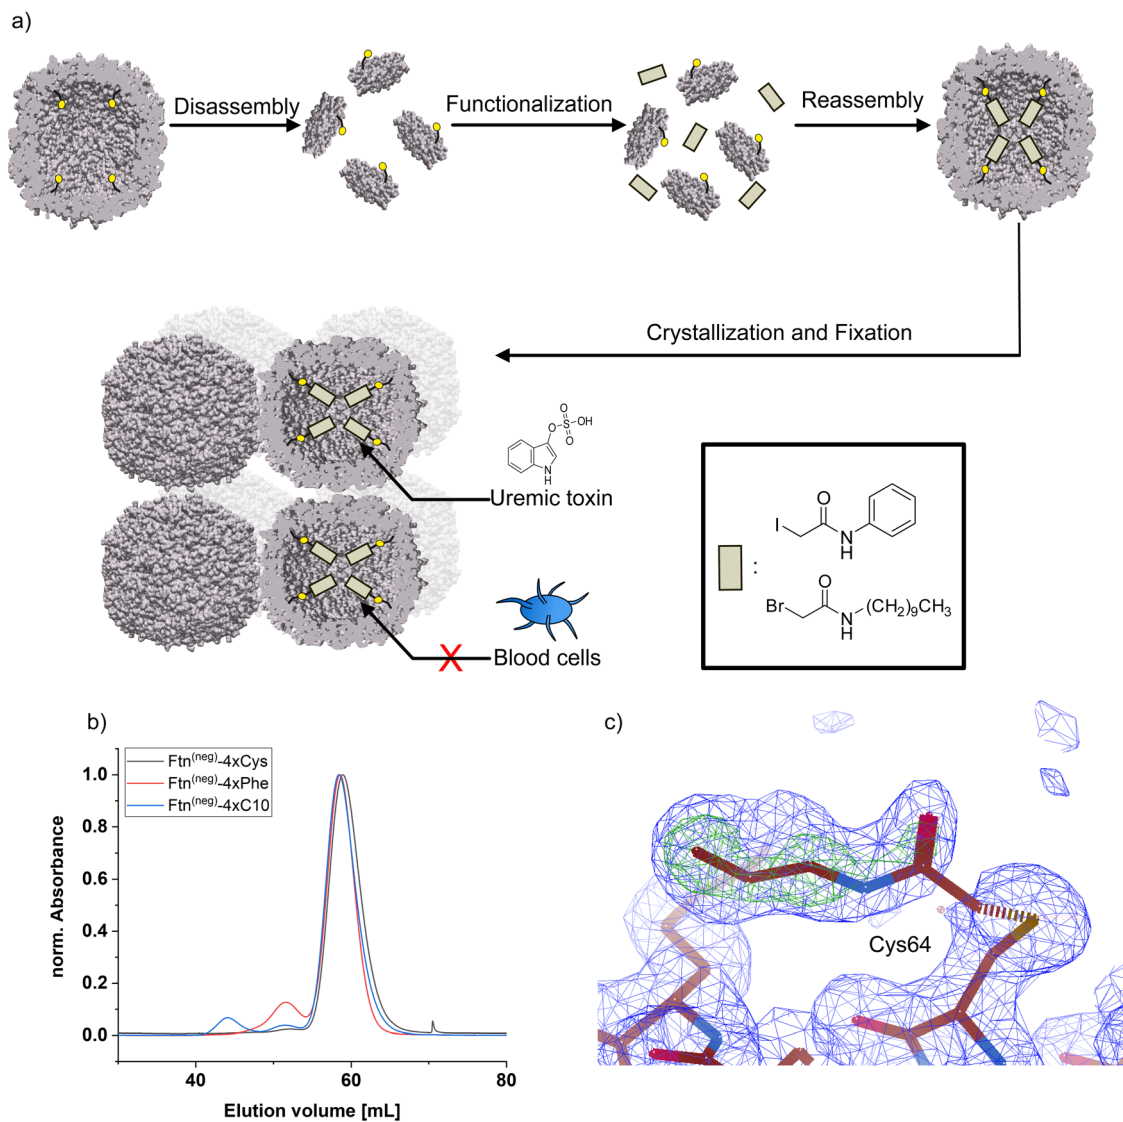 a)
Disassembly
Functionalization
Reassembly
Crystallization and Fixation
O
O
S
OH
O
N
H
Uremic toxin
Blood cells
X
:
O
I
N
H
O
Br
N
H
(CH2)9CH3
b)
Ftn(neg)-4xCys
Ftn(neg)-4xPhe
Ftn(neg)-4xC10
1.0
0.8
0.6
0.4
0.2
0.0
norm. Absorbance
40
60
80
Elution volume [mL]
c)
Cys64